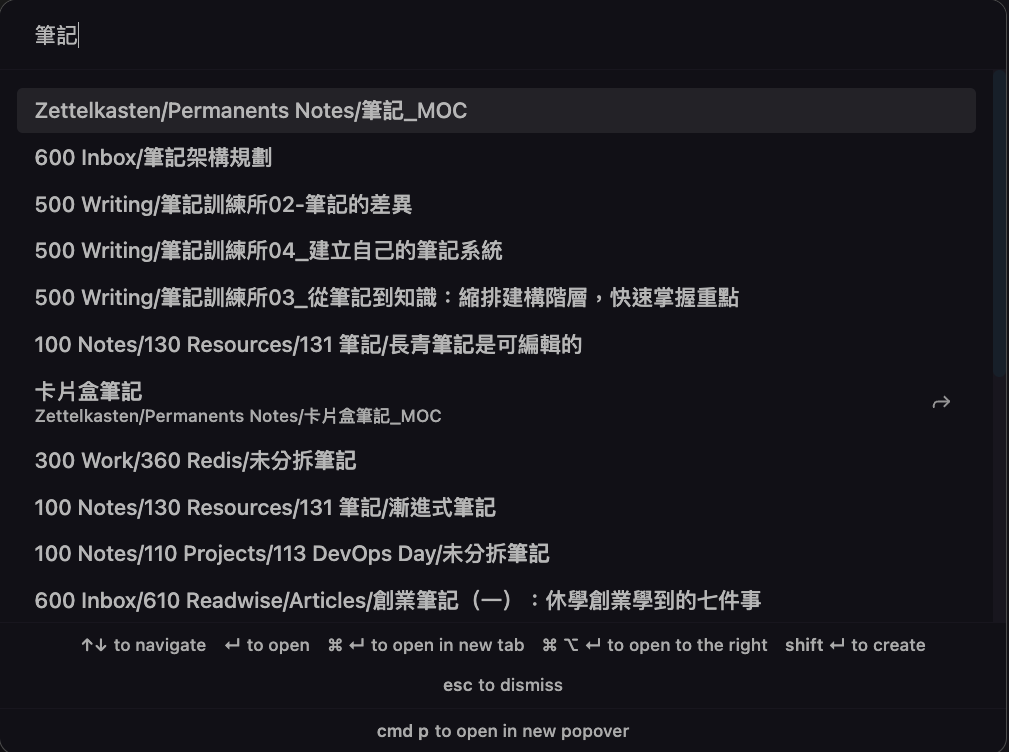 筆記
Zettelkasten/Permanents Notes/筆記_MOC
600 Inbox/筆記架構規劃
500 Writing/筆記訓練所02-筆記的差異
500 Writing/筆記訓練所04_建立自己的筆記系統
500 Writing/筆記訓練所03_從筆記到知識：縮排建構階層，快速掌握重點
100 Notes/130 Resources/131 筆記/長青筆記是可編輯的
卡片盒筆記
Zettelkasten/Permanents Notes/卡片盒筆記_MOC
300 Work/360 Redis/未分拆筆記
100 Notes/130 Resources/131 筆記/漸進式筆記
100 Notes/110 Projects/113 DevOps Day/未分拆筆記
600 Inbox/610 Readwise/Articles/創業筆記（一）：休學創業學到的七件事
↑↓ to navigate ↵ to open ⌘ ↵ to open in new tab ⌘ ⌥ ↵ to open to the right shift ↵ to create
esc to dismiss
cmd p to open in new popover